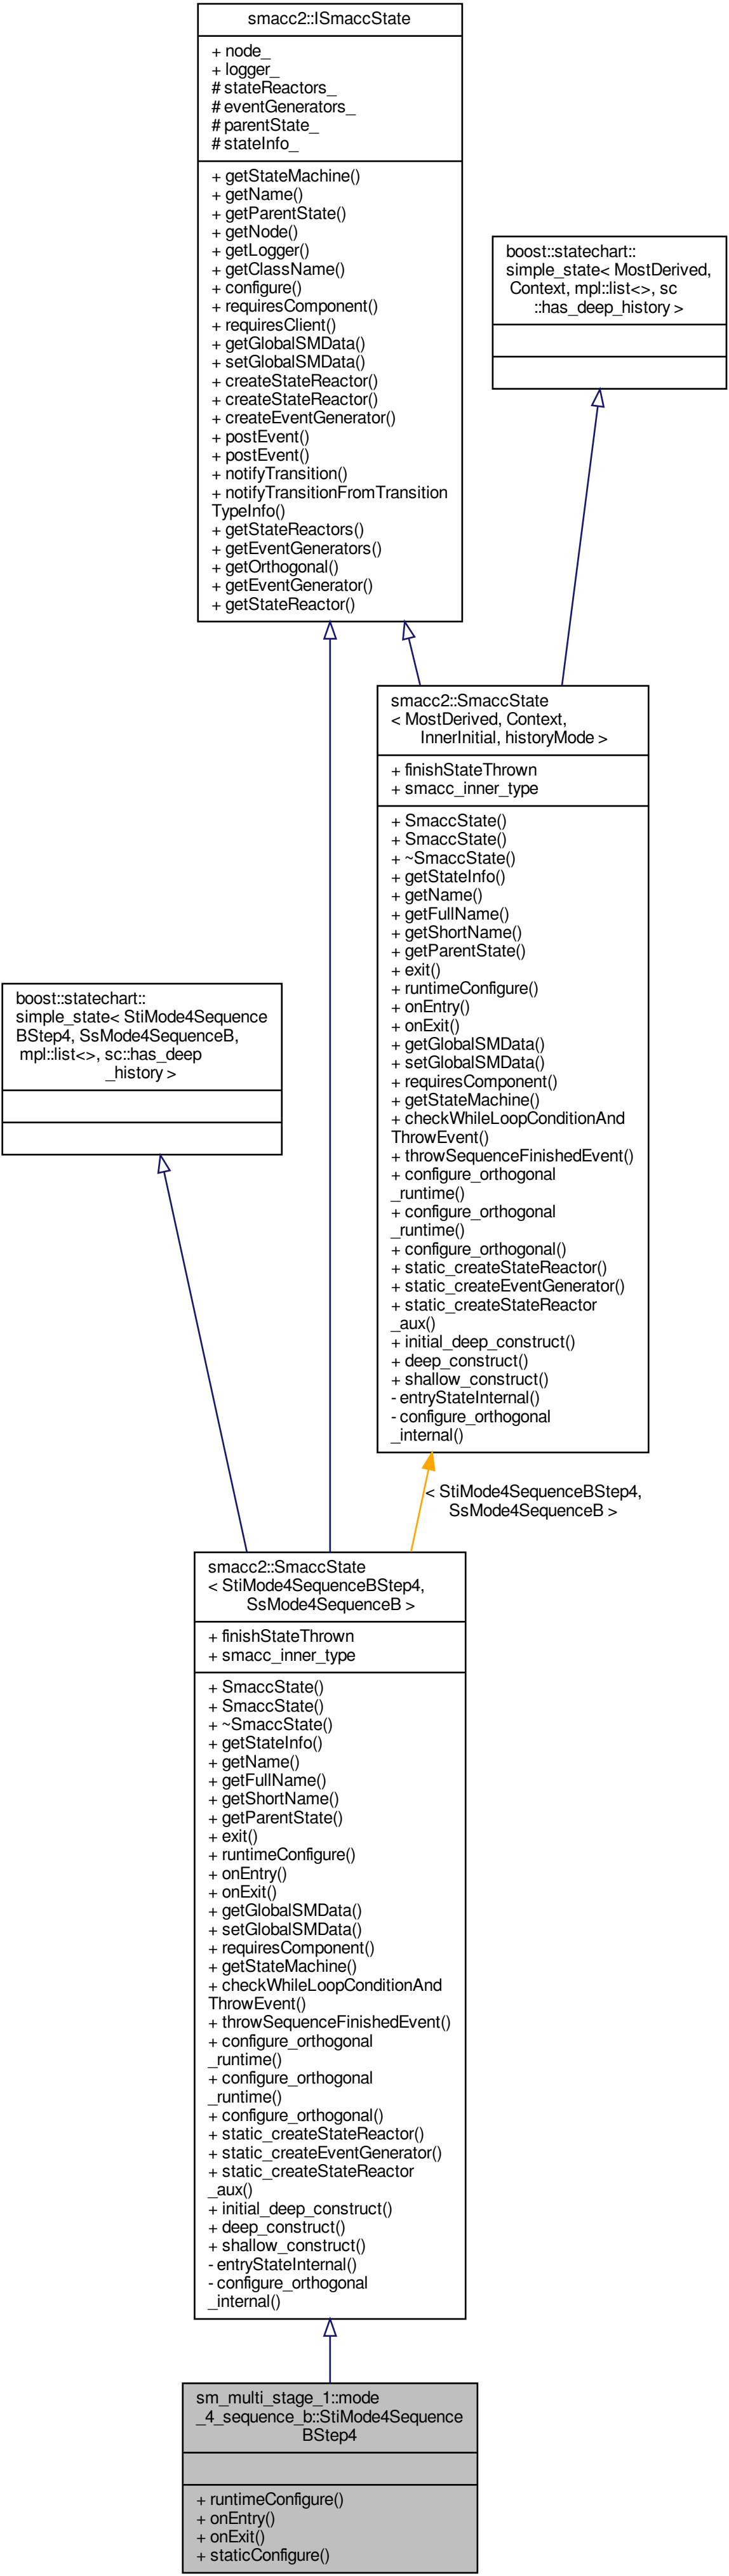 smacc2::ISmaccState
+ node_
+ logger_
# stateReactors_
# eventGenerators_
# parentState_
# stateInfo_
+ getStateMachine()
+ getName()
+ getParentState()
+ getNode()
+ getLogger()
+ getClassName()
+ configure()
+ requiresComponent()
+ requiresClient()
+ getGlobalSMData()
+ setGlobalSMData()
+ createStateReactor()
+ createStateReactor()
+ createEventGenerator()
+ postEvent()
+ postEvent()
+ notifyTransition()
+ notifyTransitionFromTransition
TypeInfo()
+ getStateReactors()
+ getEventGenerators()
+ getOrthogonal()
+ getEventGenerator()
+ getStateReactor()
boost::statechart::
simple_state< MostDerived,
Context, mpl::list<>, sc
::has_deep_history >
smacc2::SmaccState
< MostDerived, Context,
InnerInitial, historyMode >
+ finishStateThrown
+ smacc_inner_type
+ SmaccState()
+ SmaccState()
+ ~SmaccState()
+ getStateInfo()
+ getName()
+ getFullName()
+ getShortName()
+ getParentState()
+ exit()
+ runtimeConfigure()
+ onEntry()
+ onExit()
+ getGlobalSMData()
+ setGlobalSMData()
+ requiresComponent()
+ getStateMachine()
+ checkWhileLoopConditionAnd
ThrowEvent()
+ throwSequenceFinishedEvent()
+ configure_orthogonal
_runtime()
+ configure_orthogonal
_runtime()
+ configure_orthogonal()
+ static_createStateReactor()
+ static_createEventGenerator()
+ static_createStateReactor
_aux()
+ initial_deep_construct()
+ deep_construct()
+ shallow_construct()
- entryStateInternal()
- configure_orthogonal
_internal()
boost::statechart::
simple_state< StiMode4Sequence
BStep4, SsMode4SequenceB,
mpl::list<>, sc::has_deep
_history >
< StiMode4SequenceBStep4,
SsMode4SequenceB >
smacc2::SmaccState
< StiMode4SequenceBStep4,
SsMode4SequenceB >
+ finishStateThrown
+ smacc_inner_type
+ SmaccState()
+ SmaccState()
+ ~SmaccState()
+ getStateInfo()
+ getName()
+ getFullName()
+ getShortName()
+ getParentState()
+ exit()
+ runtimeConfigure()
+ onEntry()
+ onExit()
+ getGlobalSMData()
+ setGlobalSMData()
+ requiresComponent()
+ getStateMachine()
+ checkWhileLoopConditionAnd
ThrowEvent()
+ throwSequenceFinishedEvent()
+ configure_orthogonal
_runtime()
+ configure_orthogonal
_runtime()
+ configure_orthogonal()
+ static_createStateReactor()
+ static_createEventGenerator()
+ static_createStateReactor
_aux()
+ initial_deep_construct()
+ deep_construct()
+ shallow_construct()
- entryStateInternal()
- configure_orthogonal
_internal()
sm_multi_stage_1::mode
_4_sequence_b::StiMode4Sequence
BStep4
+ runtimeConfigure()
+ onEntry()
+ onExit()
+ staticConfigure()